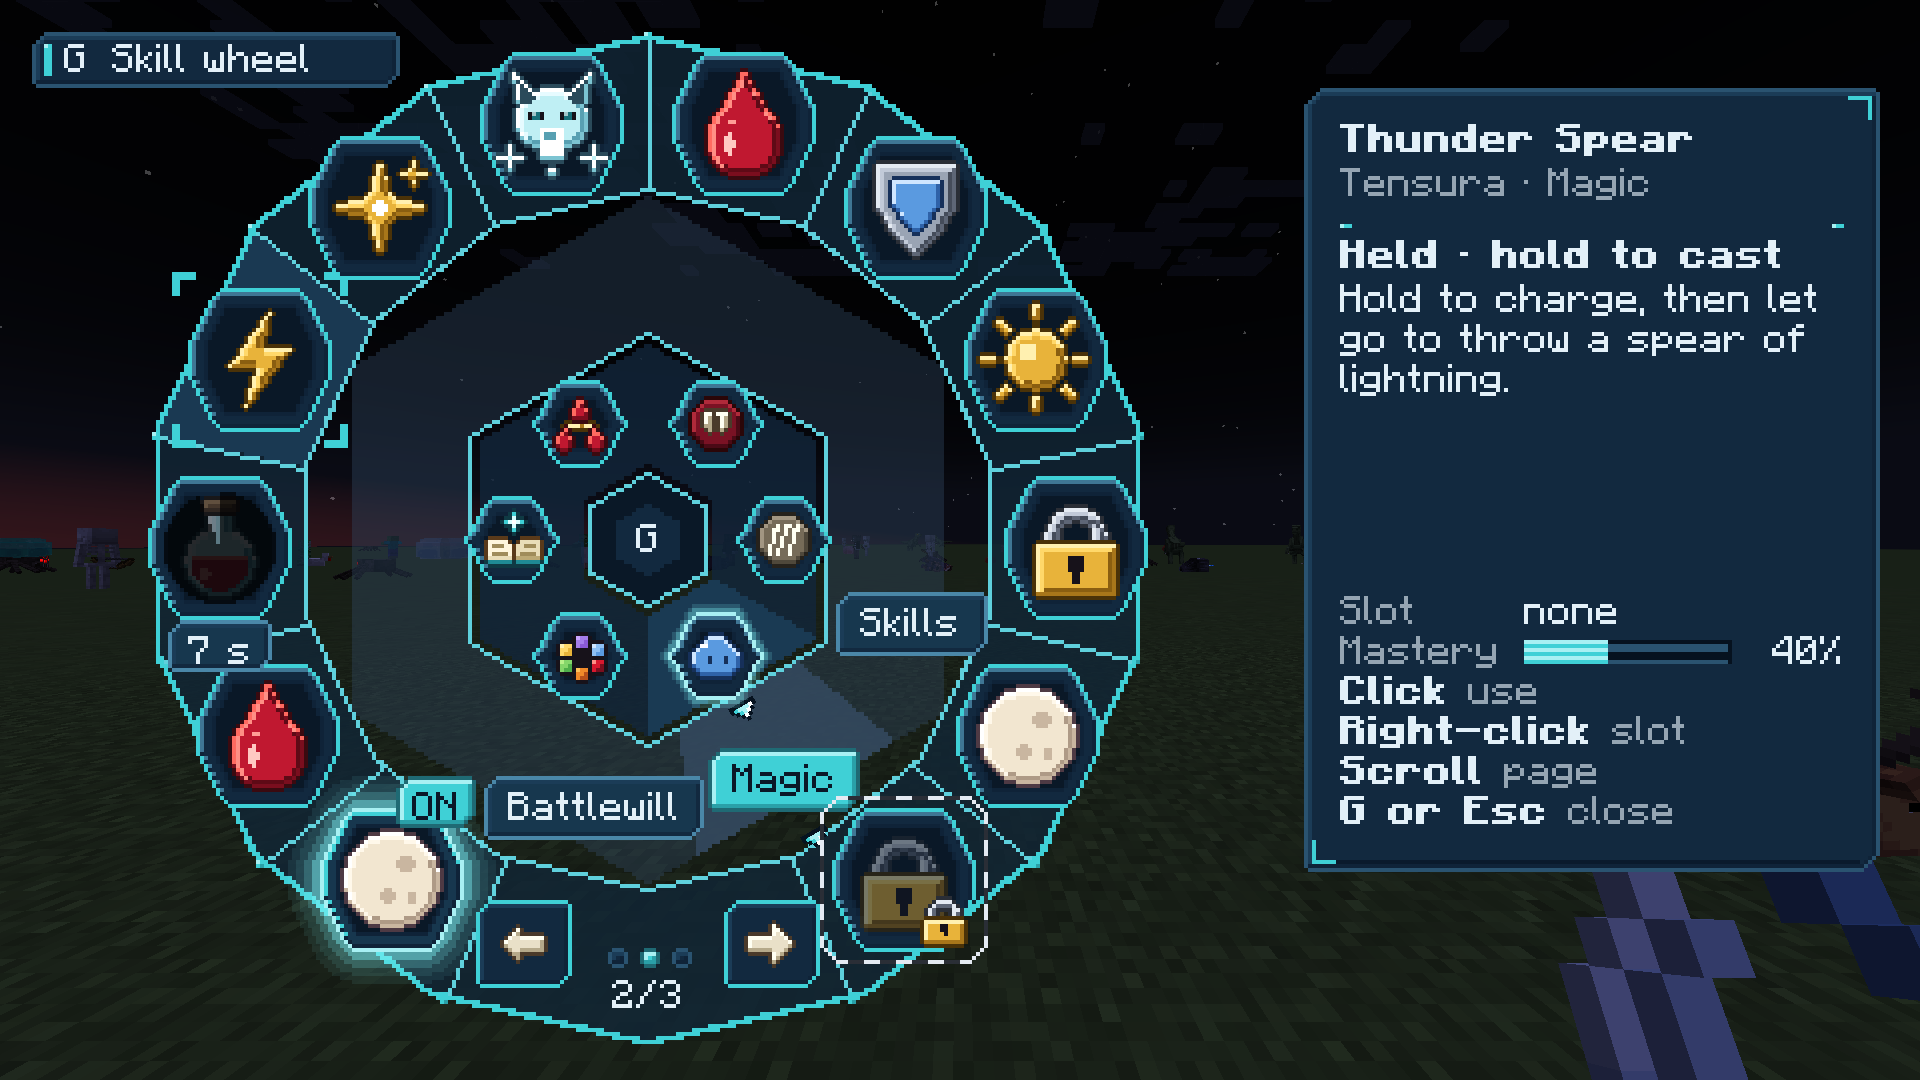 G Skill wheel
Thunder Spear
Tensura · Magic
Held · hold to cast
Hold to charge, then let
go to throw a spear of
lightning.
G
Skills
7 s
Magic
ON
Battlewill
2/3
Slot none
Mastery 40%
Click use
Right-click slot
Scroll page
G or Esc close